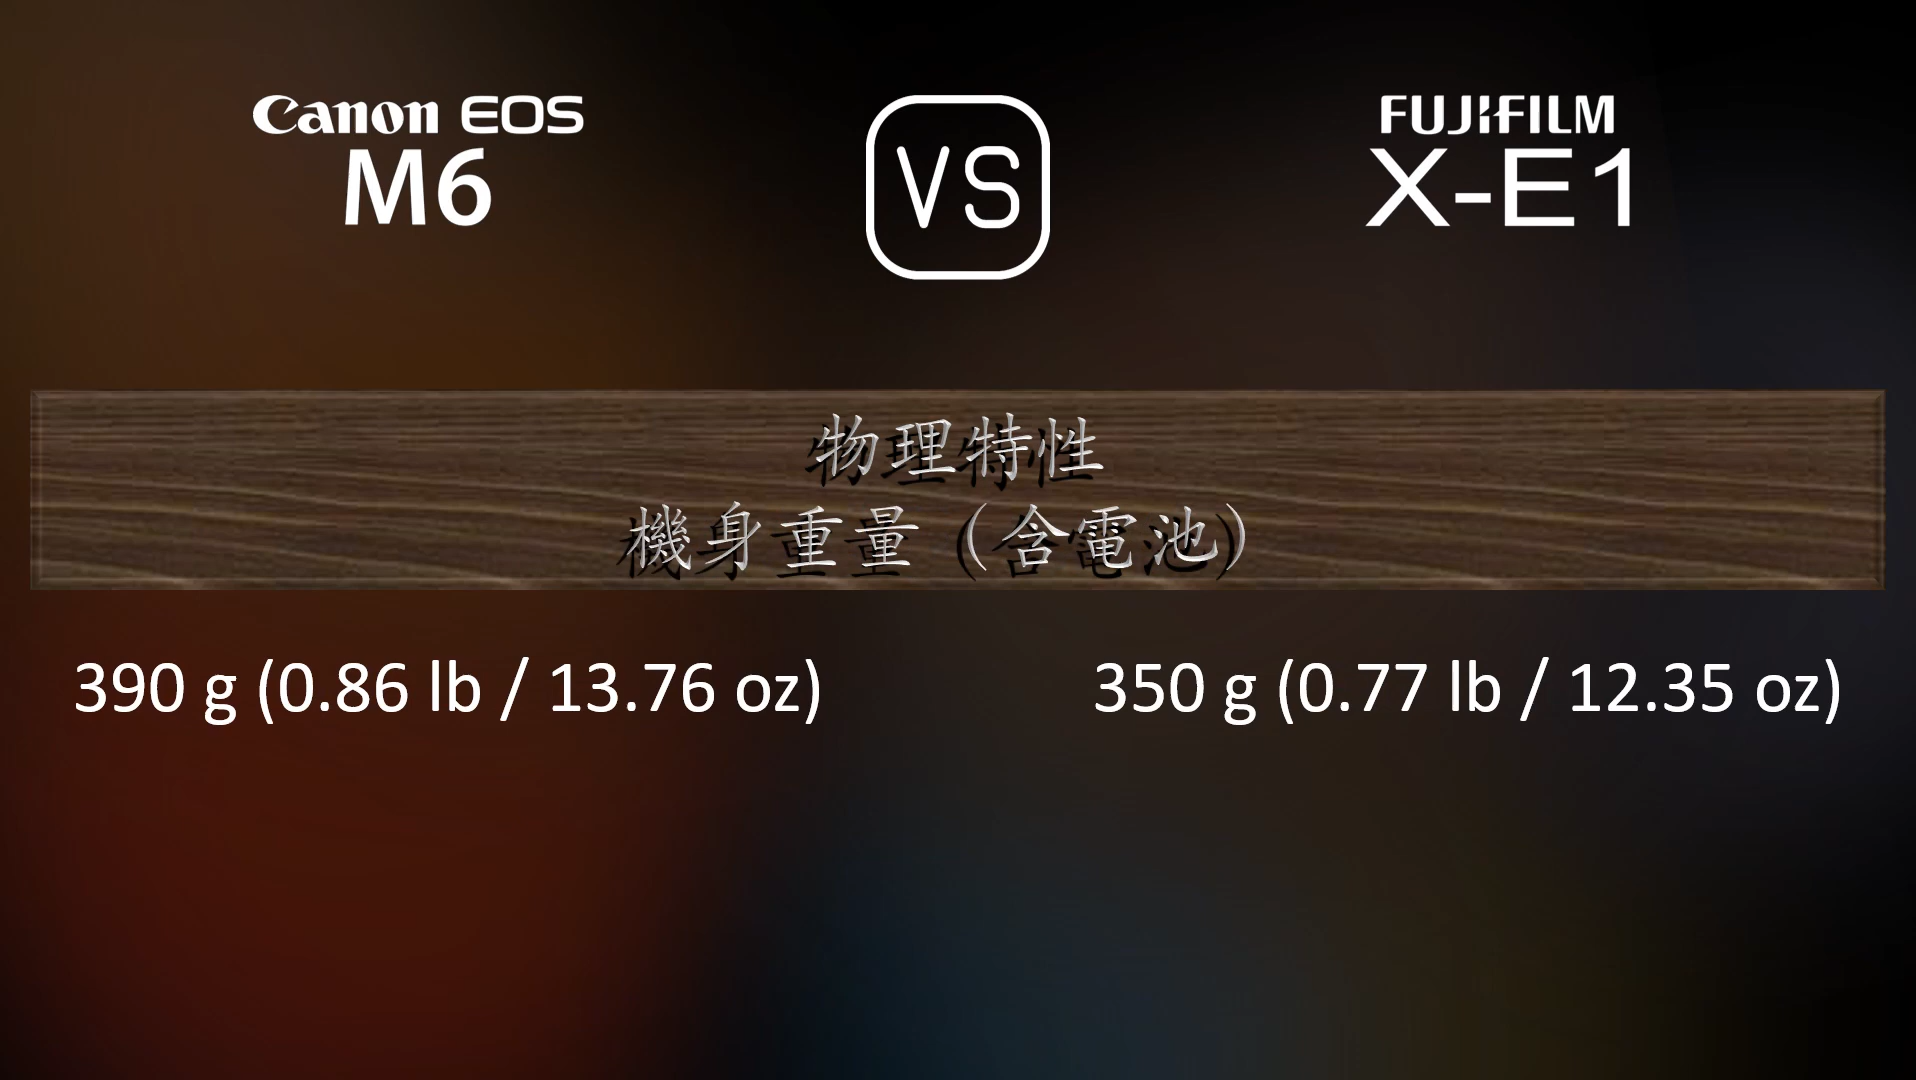 Canon EOS
M6
VS
FUJIFILM
X-E1
物理特性
機身重量 (含電池)
390 g (0.86 lb / 13.76 oz)
350 g (0.77 lb / 12.35 oz)